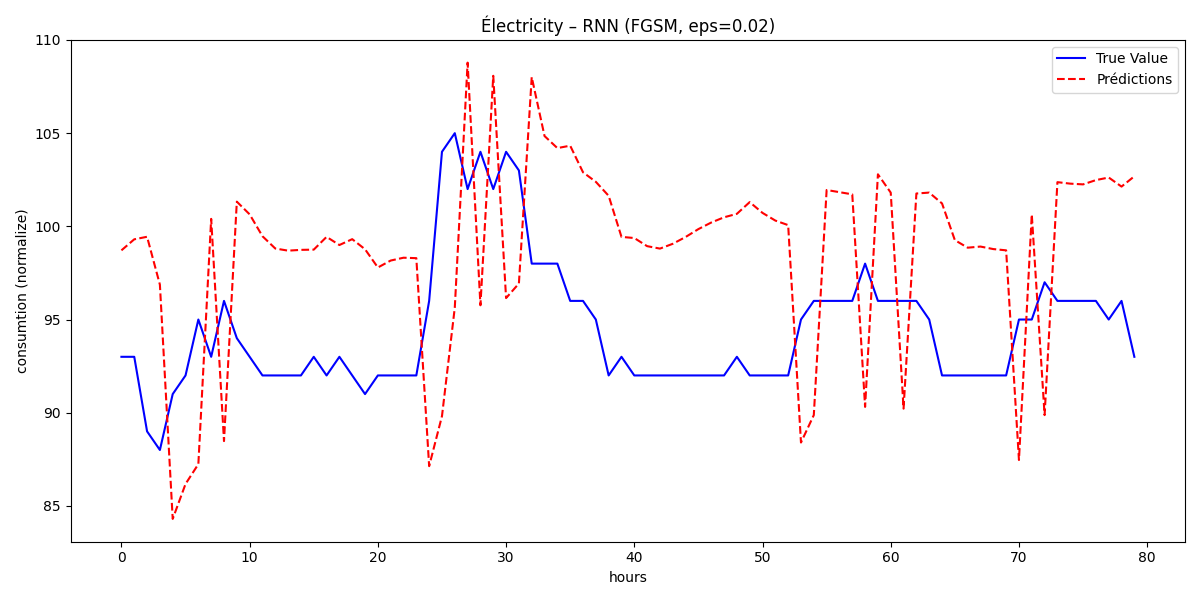 Électricity – RNN (FGSM, eps=0.02)
True Value
Prédictions
consumtion (normalize)
110
105
100
95
90
85
0 10 20 30 40 50 60 70 80
hours